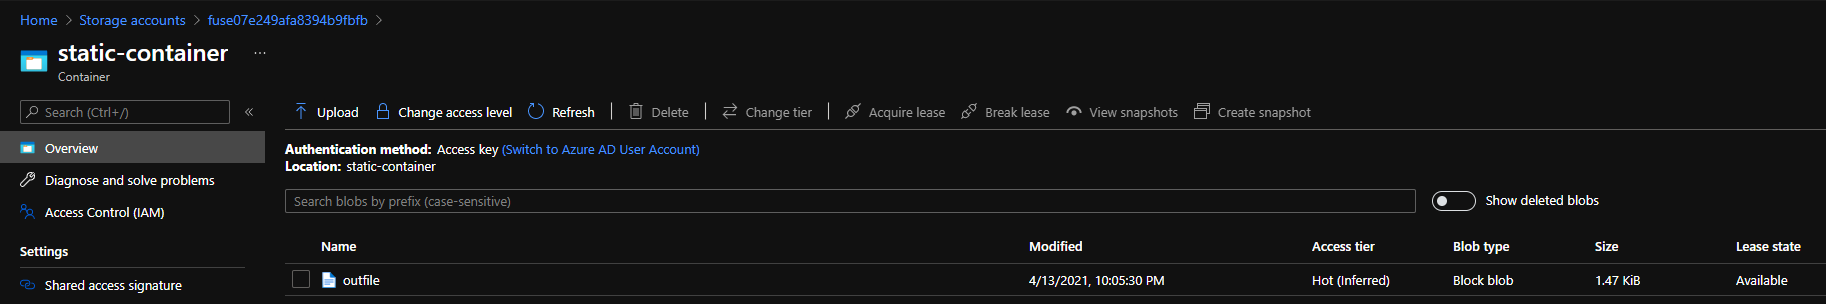 Home > Storage accounts > fuse07e249afa8394b9fbfb >
static-container ...
Container
Search (Ctrl+/) «
Upload Change access level Refresh Delete Change tier Acquire lease Break lease View snapshots Create snapshot
Overview
Diagnose and solve problems
Access Control (IAM)
Settings
Shared access signature
Authentication method: Access key (Switch to Azure AD User Account)
Location: static-container
Search blobs by prefix (case-sensitive) Show deleted blobs
Name Modified Access tier Blob type Size Lease state
outfile 4/13/2021, 10:05:30 PM Hot (Inferred) Block blob 1.47 KiB Available